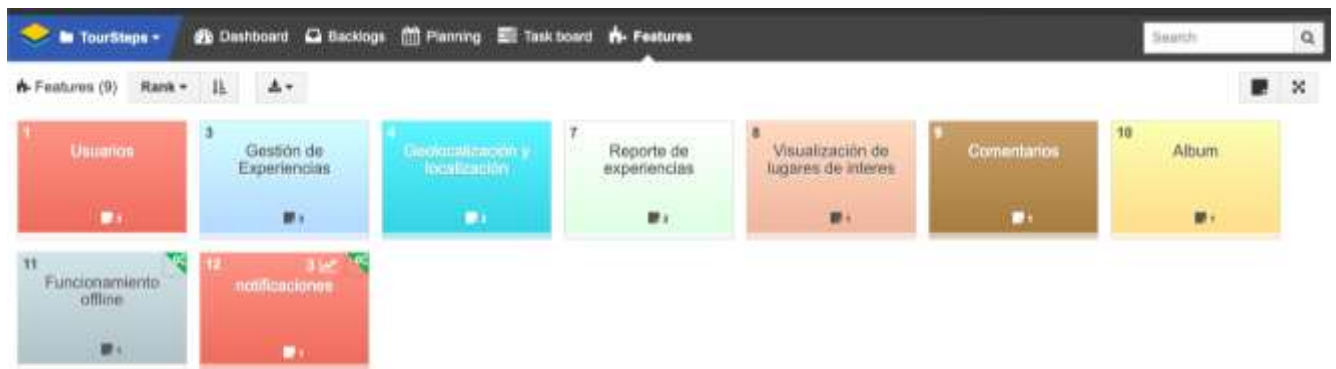 TourSteps
Dashboard
Backlogs
Planning
Task board
Features
Search
Features (9)
Rank
1
Usuarios
3
Gestión de
Experiencias
Geolocalización y
localización
7
Reporte de
experiencias
8
Visualización de
lugares de interes
9
Comentarios
10
Album
11
Funcionamiento
offline
12
3
notificaciones